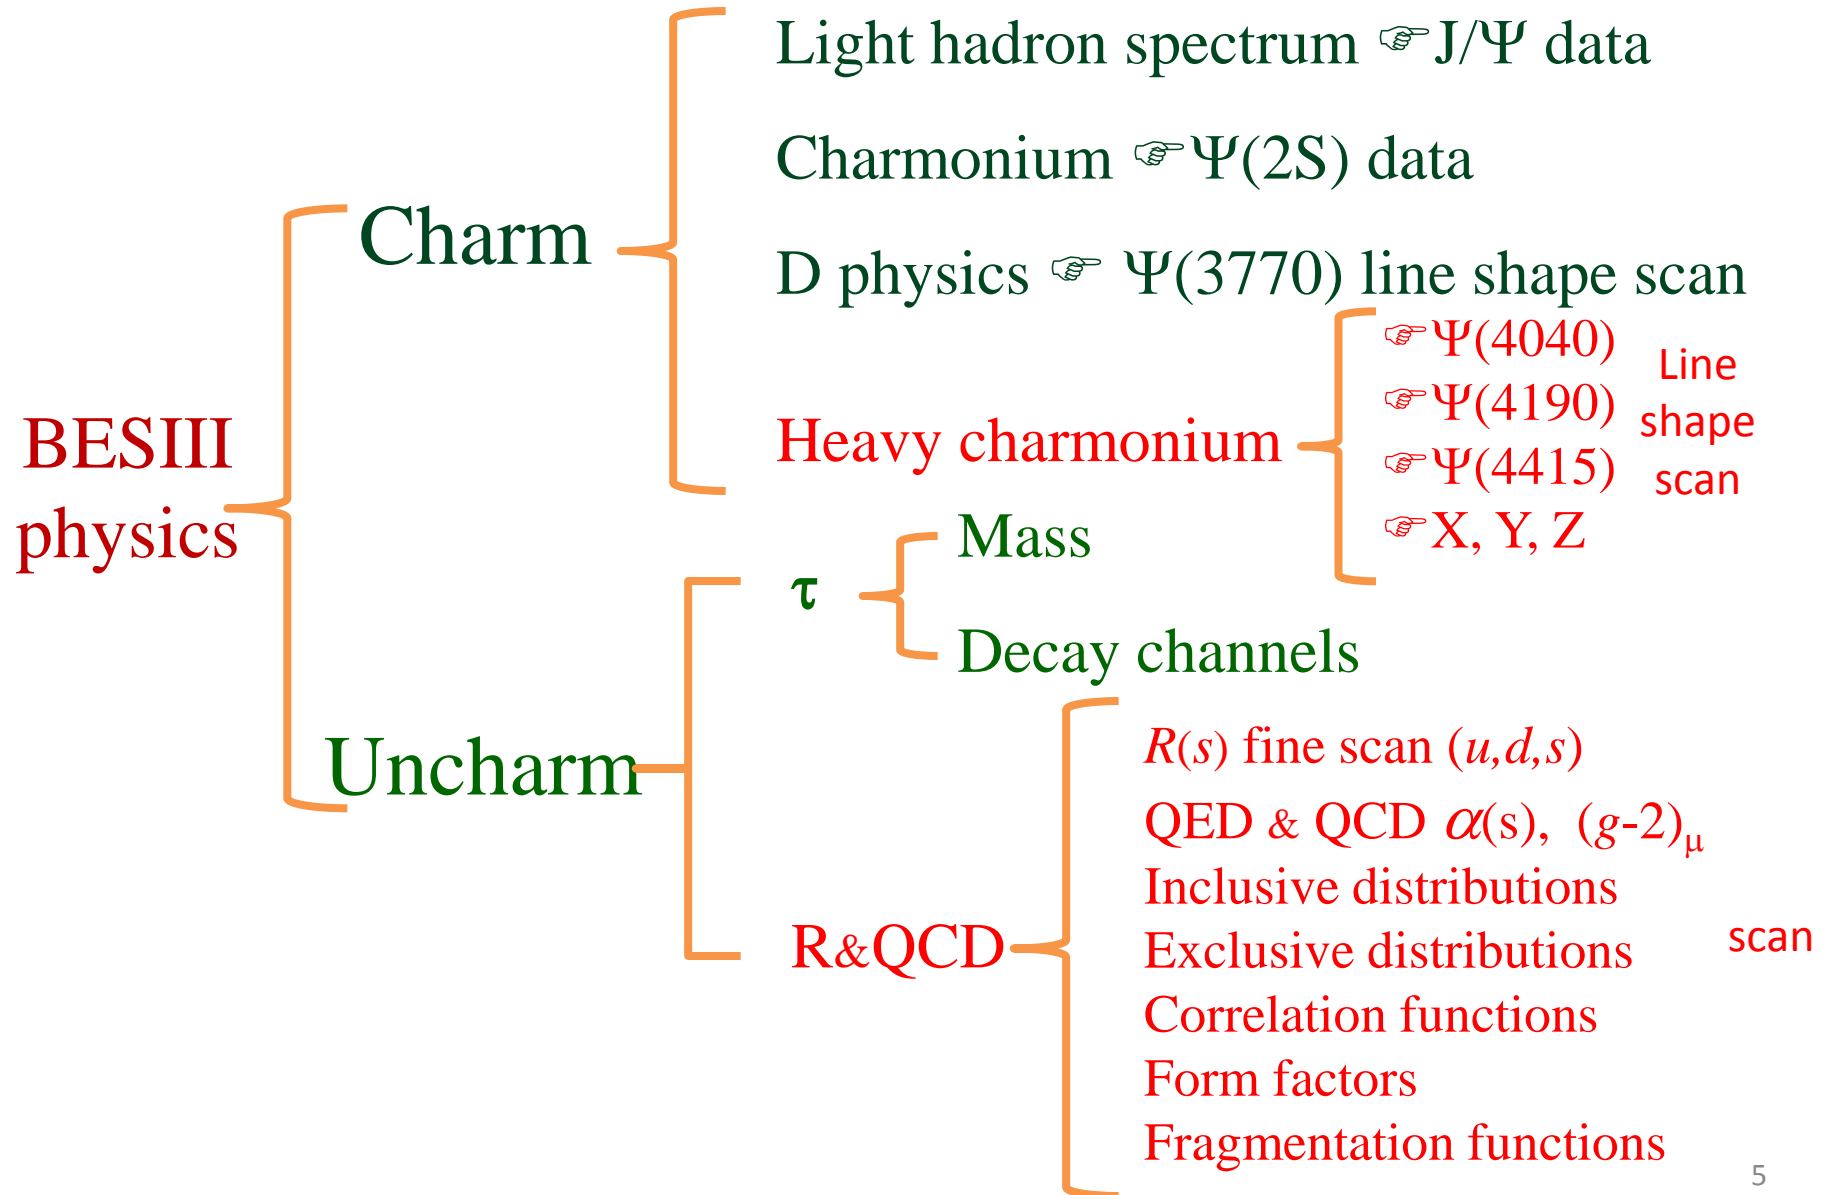 Light hadron spectrum ☞J/Ψ data
Charmonium ☞Ψ(2S) data
Charm
D physics ☞ Ψ(3770) line shape scan
☞Ψ(4040)
☞Ψ(4190)
☞Ψ(4415)
☞X, Y, Z
Line
shape
scan
Heavy charmonium
BESIII
physics
Mass
τ
Decay channels
Uncharm
R(s) fine scan (u,d,s)
QED & QCD α(s), (g-2)μ
Inclusive distributions
Exclusive distributions
Correlation functions
Form factors
Fragmentation functions
R&QCD
scan
5